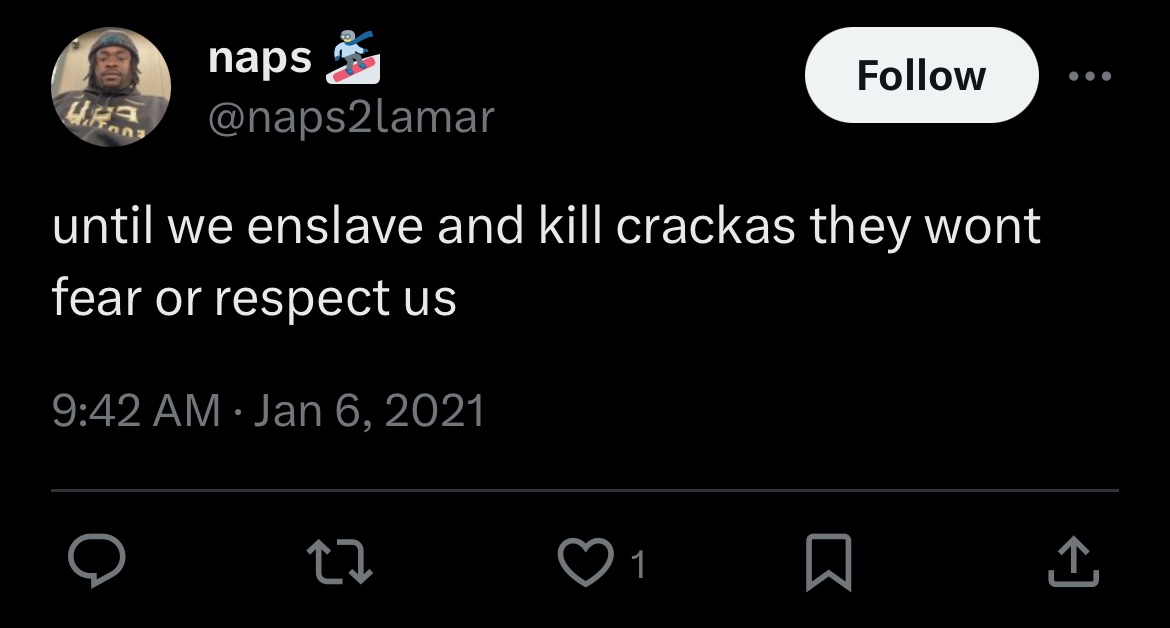 naps 🏂
@naps2lamar
Follow
until we enslave and kill crackas they wont
fear or respect us
9:42 AM · Jan 6, 2021
1